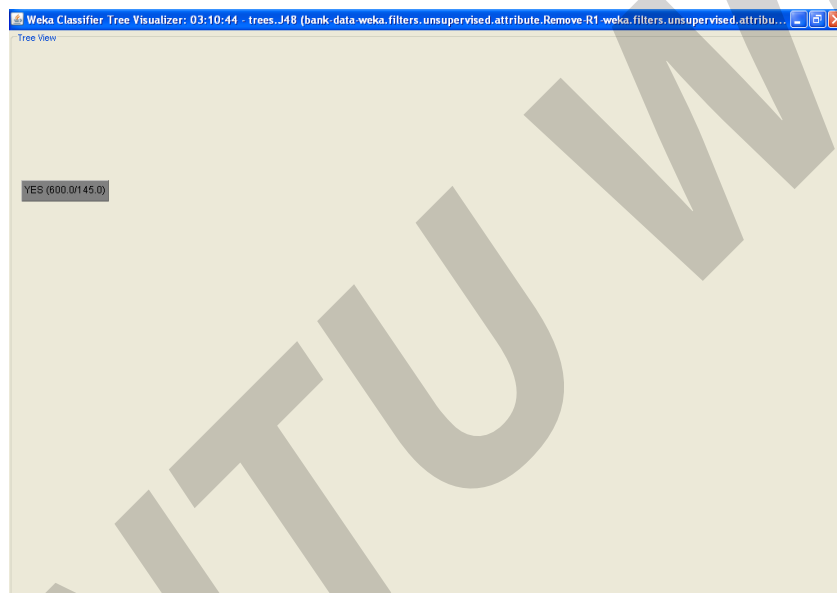 Weka Classifier Tree Visualizer: 03:10:44 - trees.J48 (bank-data-weka.filters.unsupervised.attribute.Remove-R1-weka.filters.unsupervised.attribu...
Tree View
YES (600.0/145.0)
NTU W